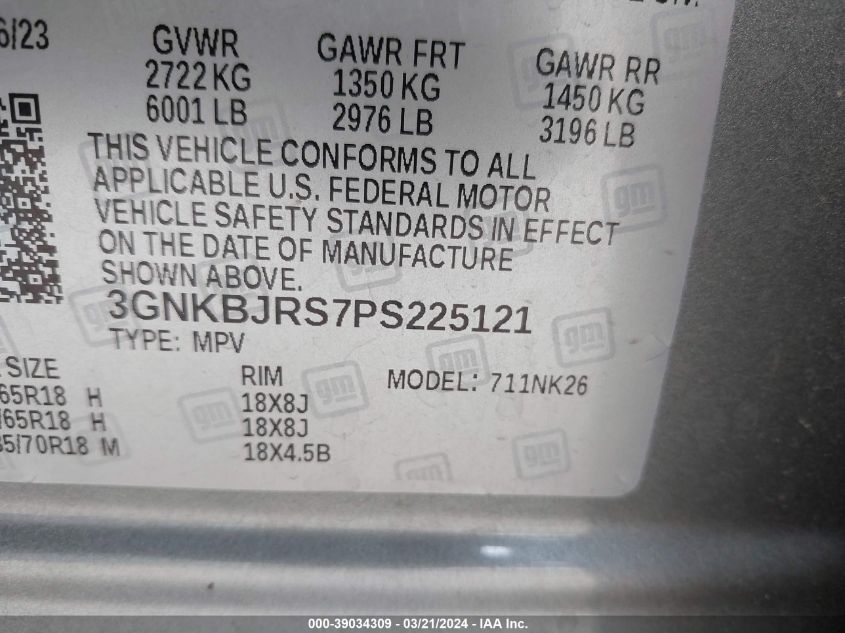 6/23
GVWR GAWR FRT GAWR RR
2722 KG 1350 KG 1450 KG
6001 LB 2976 LB 3196 LB
THIS VEHICLE CONFORMS TO ALL
APPLICABLE U.S. FEDERAL MOTOR
VEHICLE SAFETY STANDARDS IN EFFECT
ON THE DATE OF MANUFACTURE
SHOWN ABOVE.
3GNKBJRS7PS225121
TYPE: MPV
SIZE RIM MODEL: 711NK26
65R18 H 18X8J
/65R18 H 18X8J
5/70R18 M 18X4.5B
gm
000-39034309 - 03/21/2024 - IAA Inc.